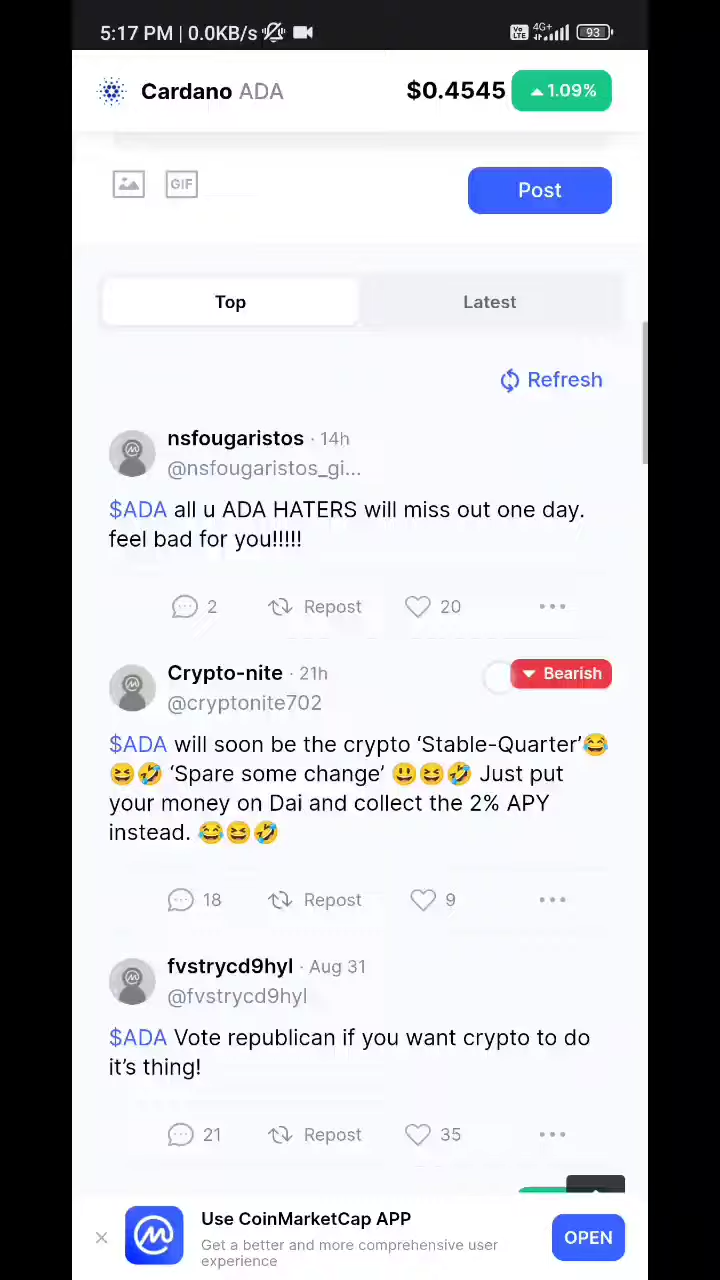 5:17 PM | 0.0KB/s
Vo LTE 4G+ 93
Cardano ADA $0.4545 1.09%
GIF Post
Top Latest
Refresh
nsfougaristos · 14h
@nsfougaristos_gi...
$ADA all u ADA HATERS will miss out one day.
feel bad for you!!!!!
2 Repost 20
Crypto-nite · 21h Bearish
@cryptonite702
$ADA will soon be the crypto ‘Stable-Quarter’😂
😆🤣 ‘Spare some change’ 😃😆🤣 Just put
your money on Dai and collect the 2% APY
instead. 😂😆🤣
18 Repost 9
fvstrycd9hyl · Aug 31
@fvstrycd9hyl
$ADA Vote republican if you want crypto to do
it’s thing!
21 Repost 35
Use CoinMarketCap APP
Get a better and more comprehensive user
experience
OPEN